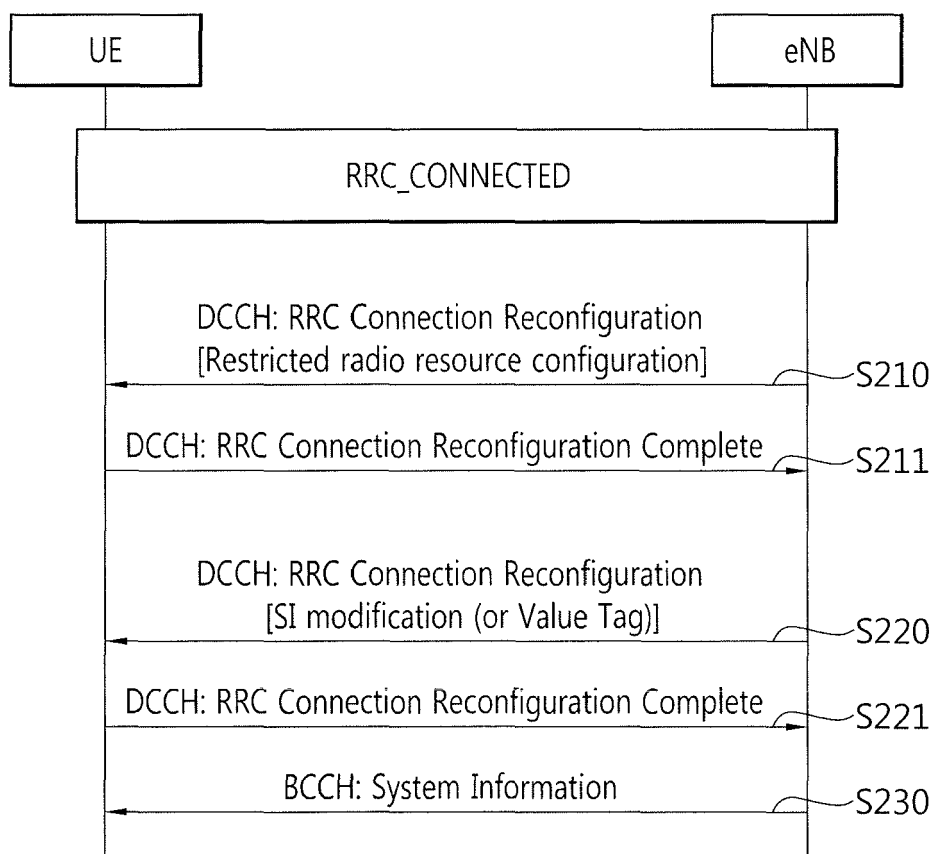 UE
eNB
RRC_CONNECTED
DCCH: RRC Connection Reconfiguration
[Restricted radio resource configuration]
S210
DCCH: RRC Connection Reconfiguration Complete
S211
DCCH: RRC Connection Reconfiguration
[SI modification (or Value Tag)]
S220
DCCH: RRC Connection Reconfiguration Complete
S221
BCCH: System Information
S230